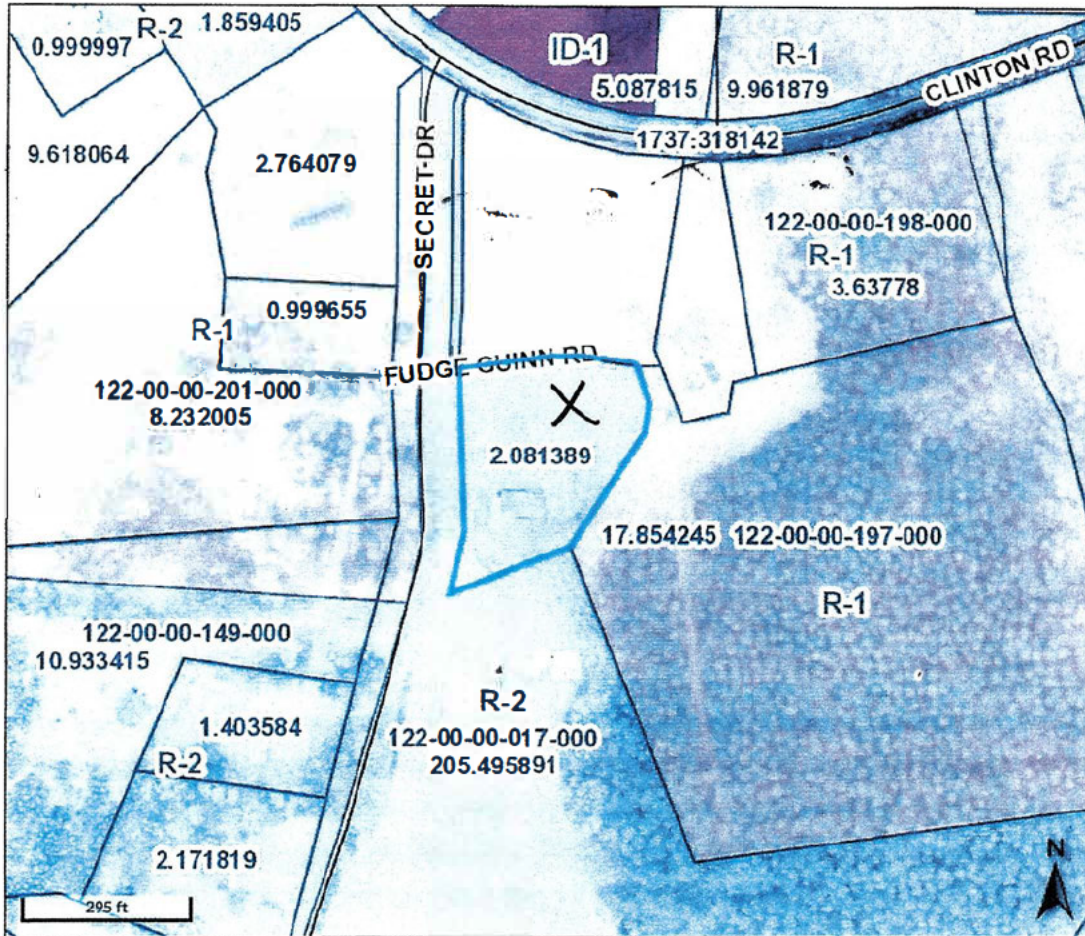 R-2
1.859405
0.999997
ID-1
R-1
5.087815
9.961879
CLINTON RD
1737.318142
9.618064
2.764079
SECRET DR
122-00-00-198-000
R-1
3.63778
0.999655
R-1
FUDGE GUINN RD
122-00-00-201-000
8.232005
X
2.081389
17.854245 122-00-00-197-000
R-1
122-00-00-149-000
10.933415
R-2
122-00-00-017-000
205.495891
1.403584
R-2
2.171819
295 ft
N